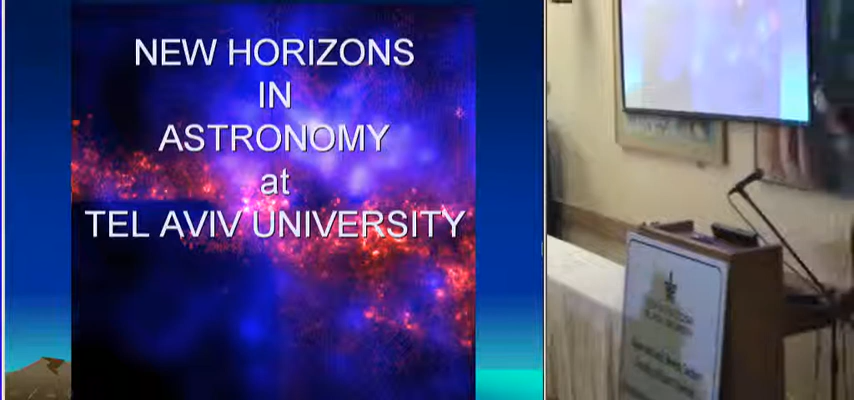 NEW HORIZONS
IN
ASTRONOMY
at
TEL AVIV UNIVERSITY